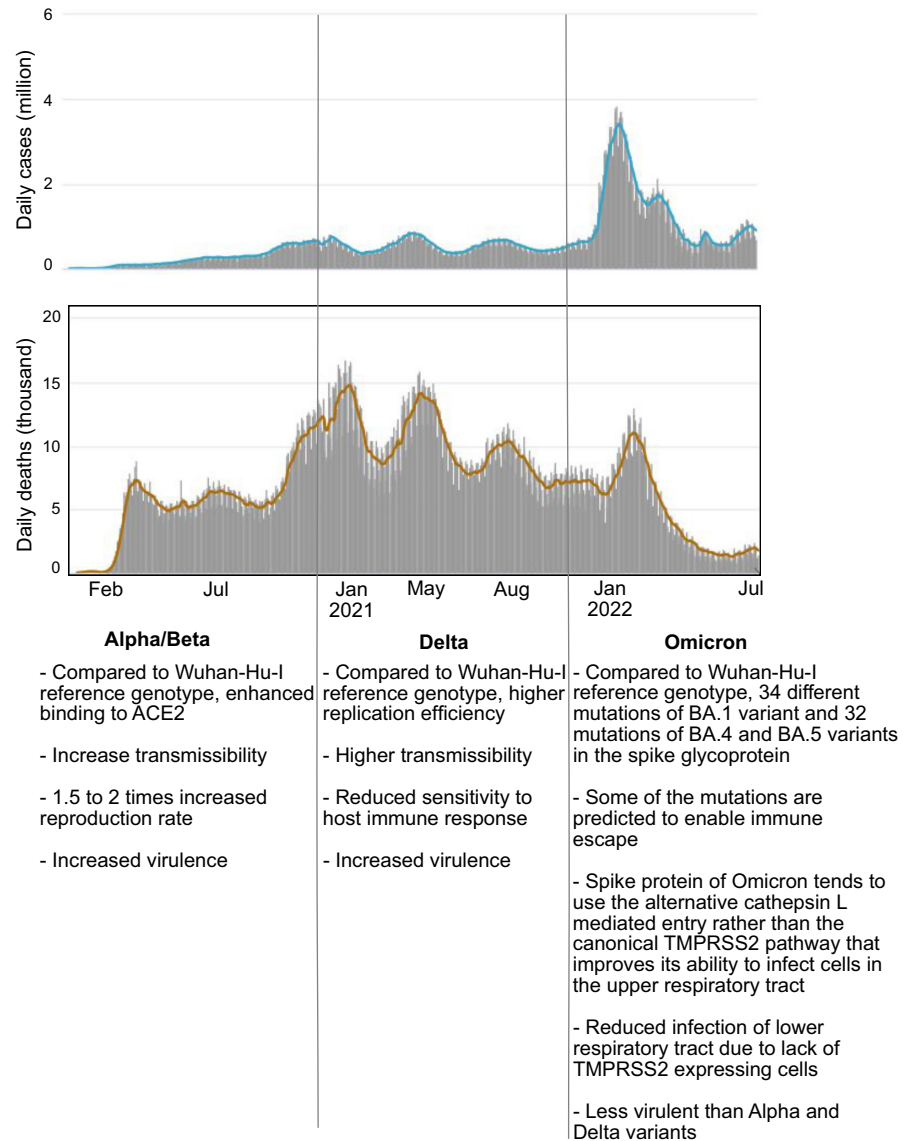 Daily cases (million)
6
4
2
0
Daily deaths (thousand)
20
15
10
5
0
Feb
Jul
Jan
2021
May
Aug
Jan
2022
Jul
Alpha/Beta
- Compared to Wuhan-Hu-I
reference genotype, enhanced
binding to ACE2
- Increase transmissibility
- 1.5 to 2 times increased
reproduction rate
- Increased virulence
Delta
- Compared to Wuhan-Hu-I
reference genotype, higher
replication efficiency
- Higher transmissibility
- Reduced sensitivity to
host immune response
- Increased virulence
Omicron
- Compared to Wuhan-Hu-I
reference genotype, 34 different
mutations of BA.1 variant and 32
mutations of BA.4 and BA.5 variants
in the spike glycoprotein
- Some of the mutations are
predicted to enable immune
escape
- Spike protein of Omicron tends to
use the alternative cathepsin L
mediated entry rather than the
canonical TMPRSS2 pathway that
improves its ability to infect cells in
the upper respiratory tract
- Reduced infection of lower
respiratory tract due to lack of
TMPRSS2 expressing cells
- Less virulent than Alpha and
Delta variants